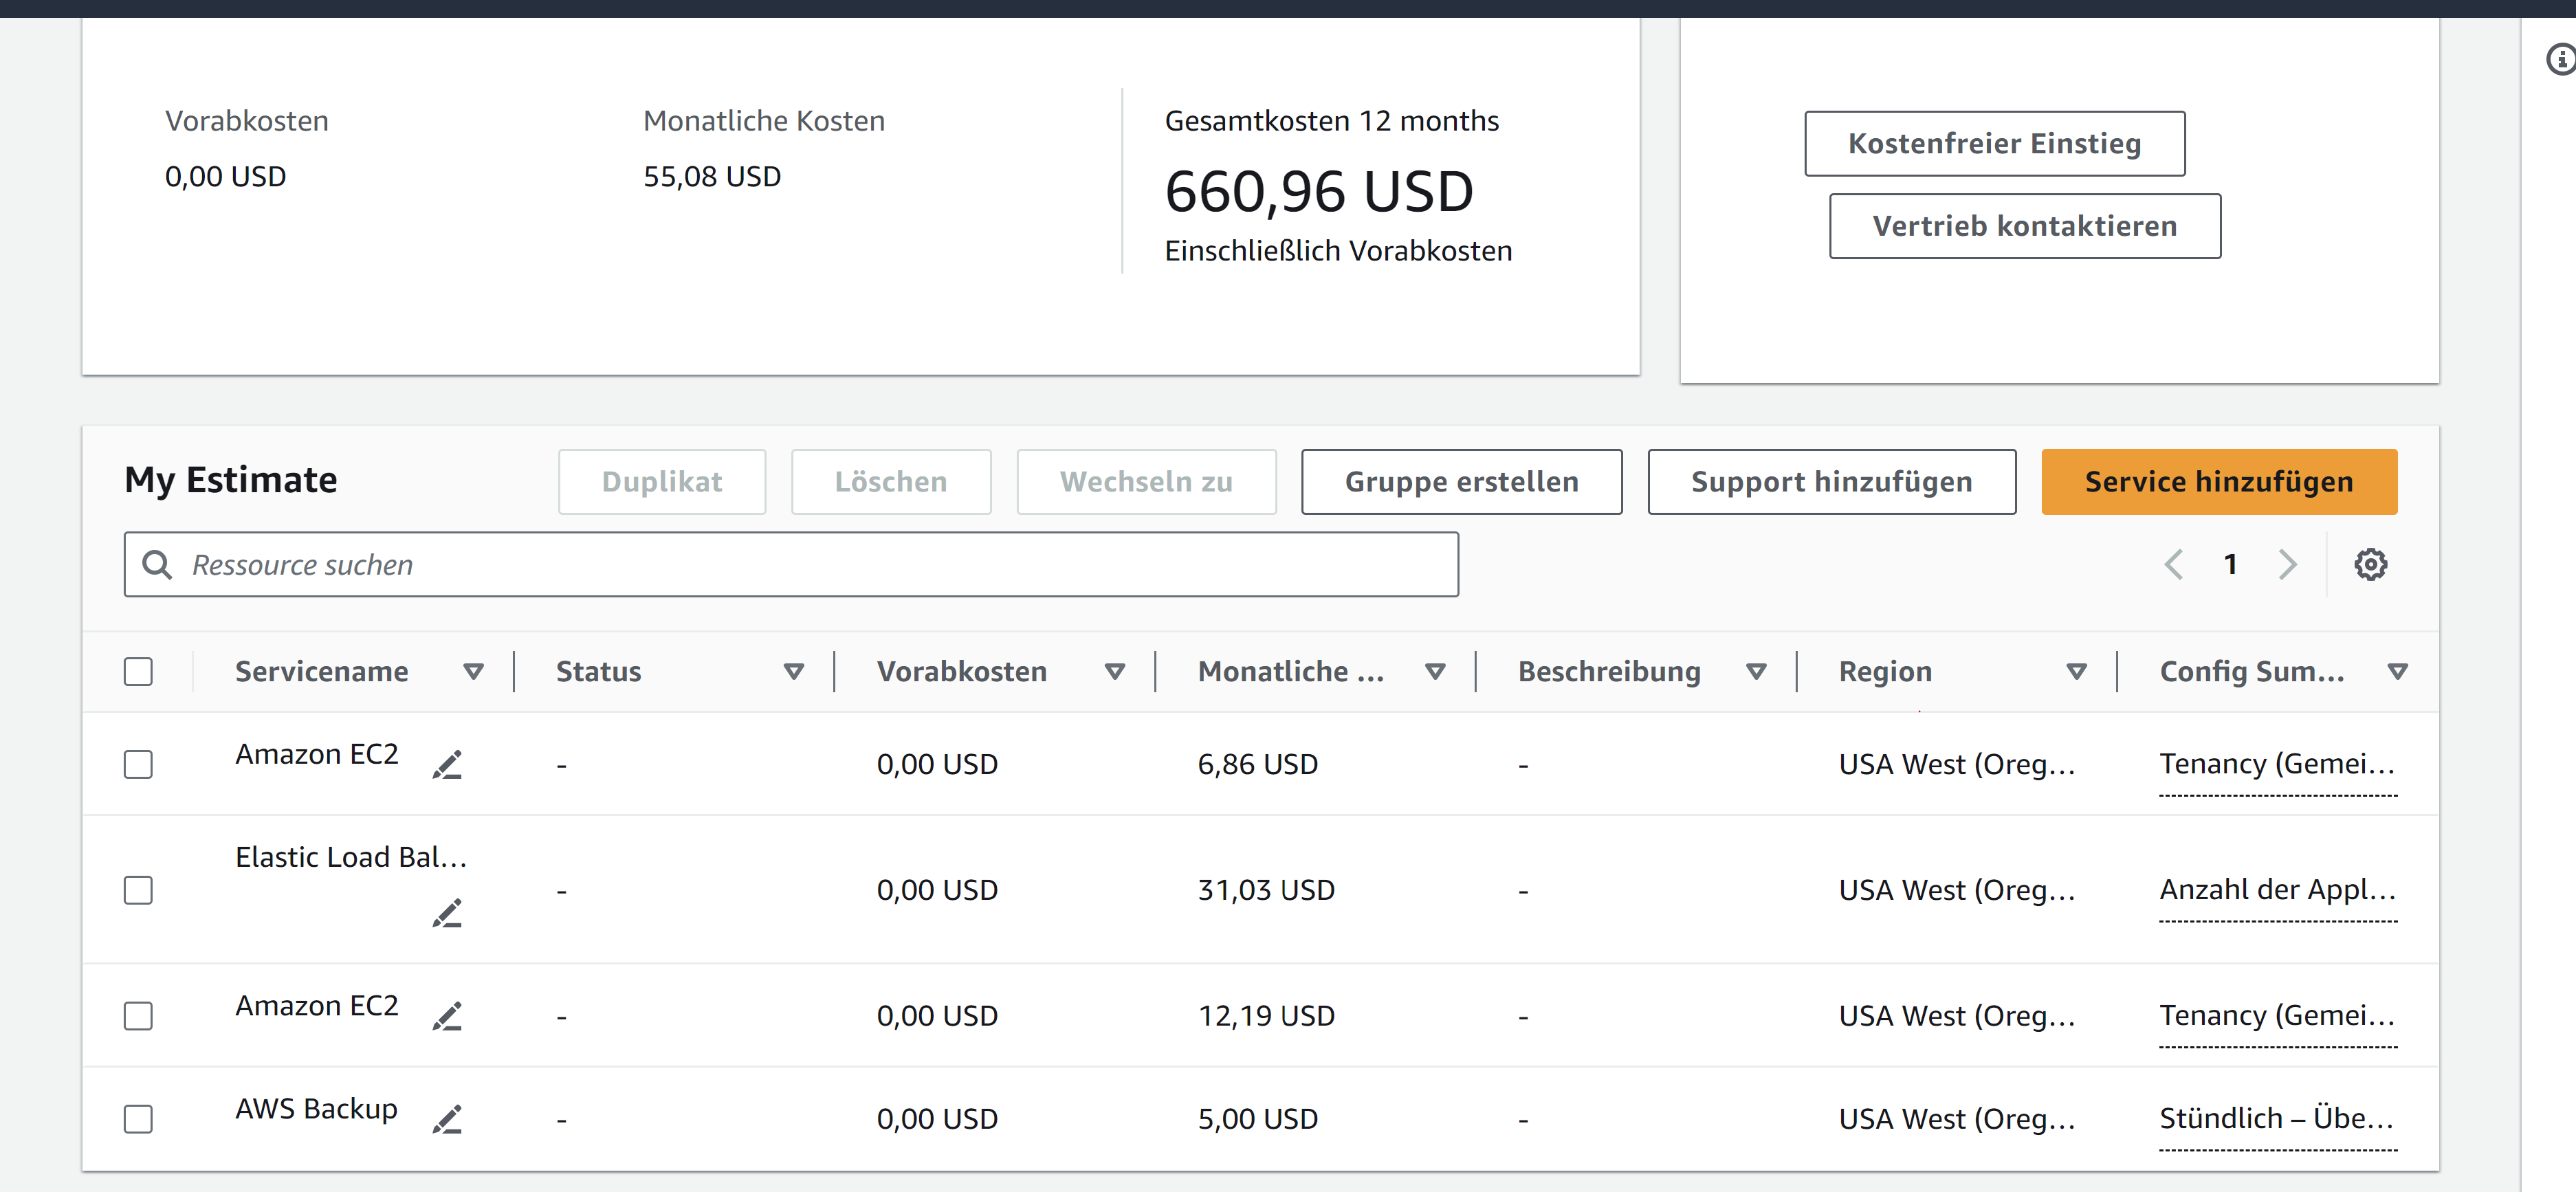 Vorabkosten
0,00 USD
Monatliche Kosten
55,08 USD
Gesamtkosten 12 months
660,96 USD
Einschließlich Vorabkosten
Kostenfreier Einstieg
Vertrieb kontaktieren
My Estimate
Duplikat
Löschen
Wechseln zu
Gruppe erstellen
Support hinzufügen
Service hinzufügen
Ressource suchen
1
Servicename Status Vorabkosten Monatliche ... Beschreibung Region Config Sum...
Amazon EC2 - 0,00 USD 6,86 USD - USA West (Oreg... Tenancy (Gemei...
Elastic Load Bal... - 0,00 USD 31,03 USD - USA West (Oreg... Anzahl der Appl...
Amazon EC2 - 0,00 USD 12,19 USD - USA West (Oreg... Tenancy (Gemei...
AWS Backup - 0,00 USD 5,00 USD - USA West (Oreg... Stündlich – Übe...